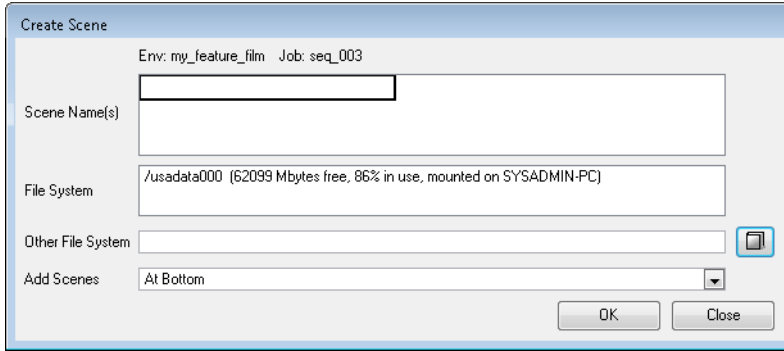 Create Scene
Env: my_feature_film Job: seq_003
Scene Name(s)
File System
/usadata000 (62099 Mbytes free, 86% in use, mounted on SYSADMIN-PC)
Other File System
Add Scenes
At Bottom
OK
Close